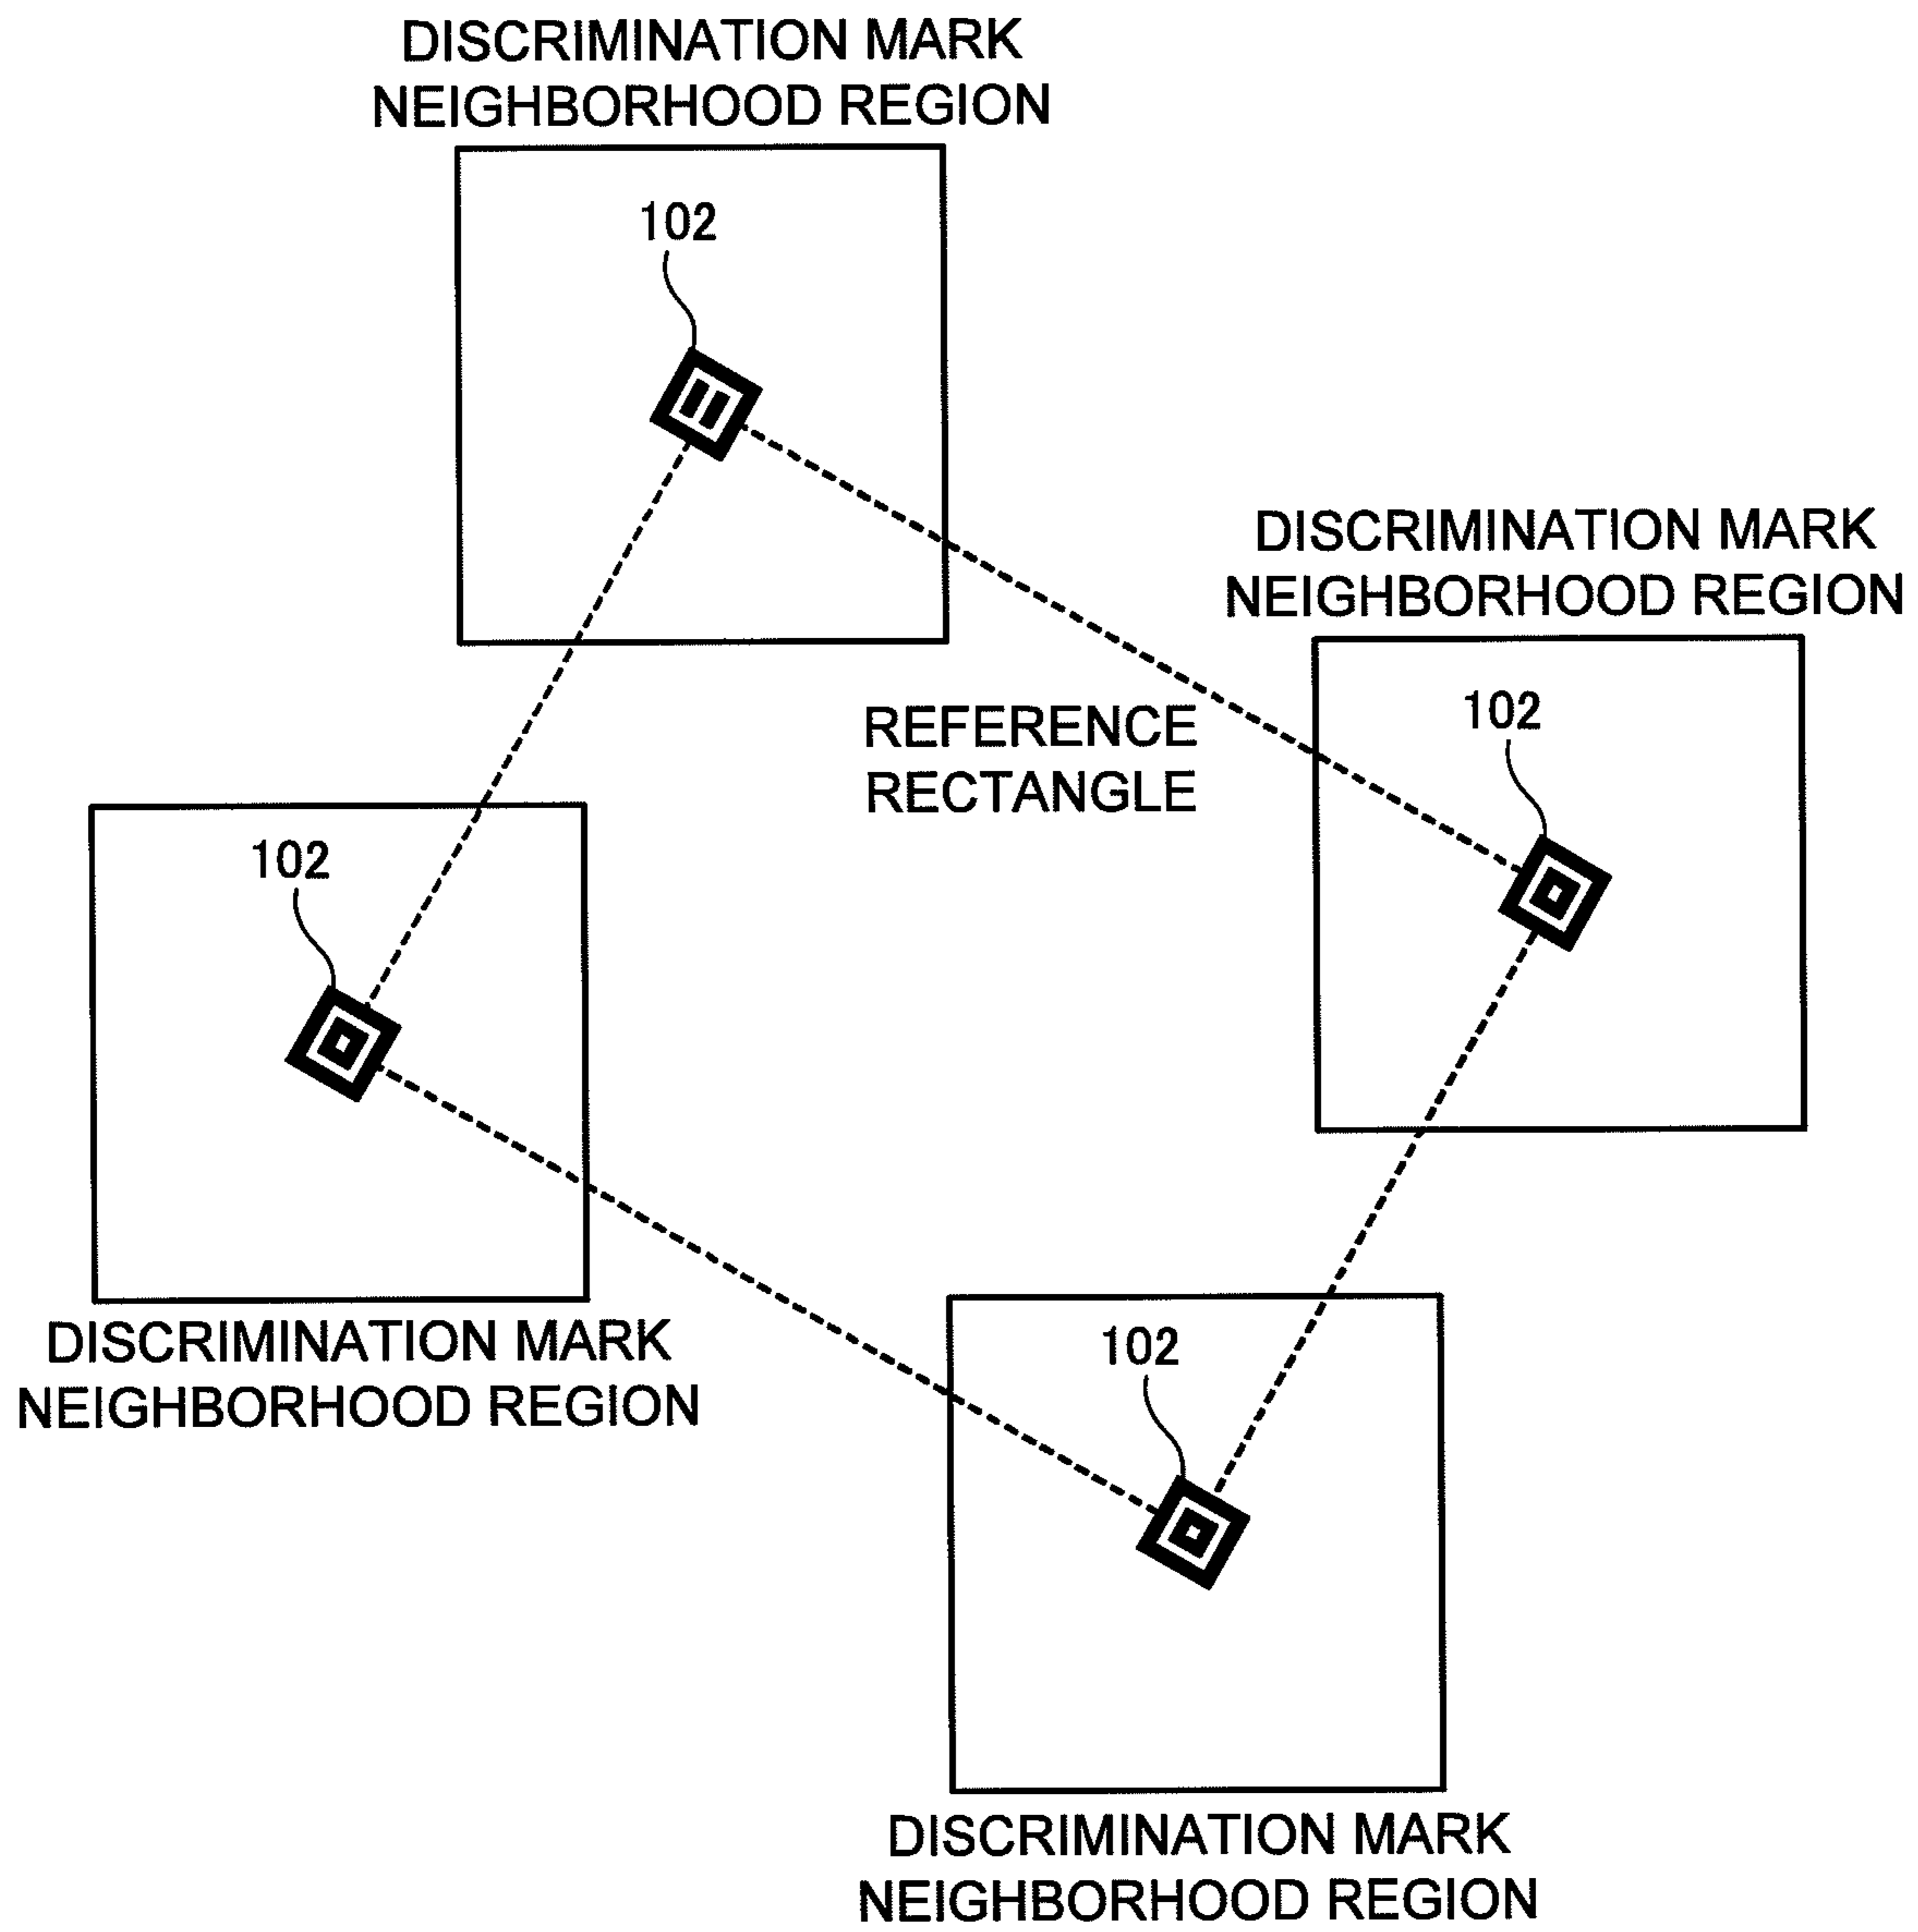 DISCRIMINATION MARK
NEIGHBORHOOD REGION
102
DISCRIMINATION MARK
NEIGHBORHOOD REGION
102
REFERENCE
RECTANGLE
102
DISCRIMINATION MARK
NEIGHBORHOOD REGION
102
DISCRIMINATION MARK
NEIGHBORHOOD REGION